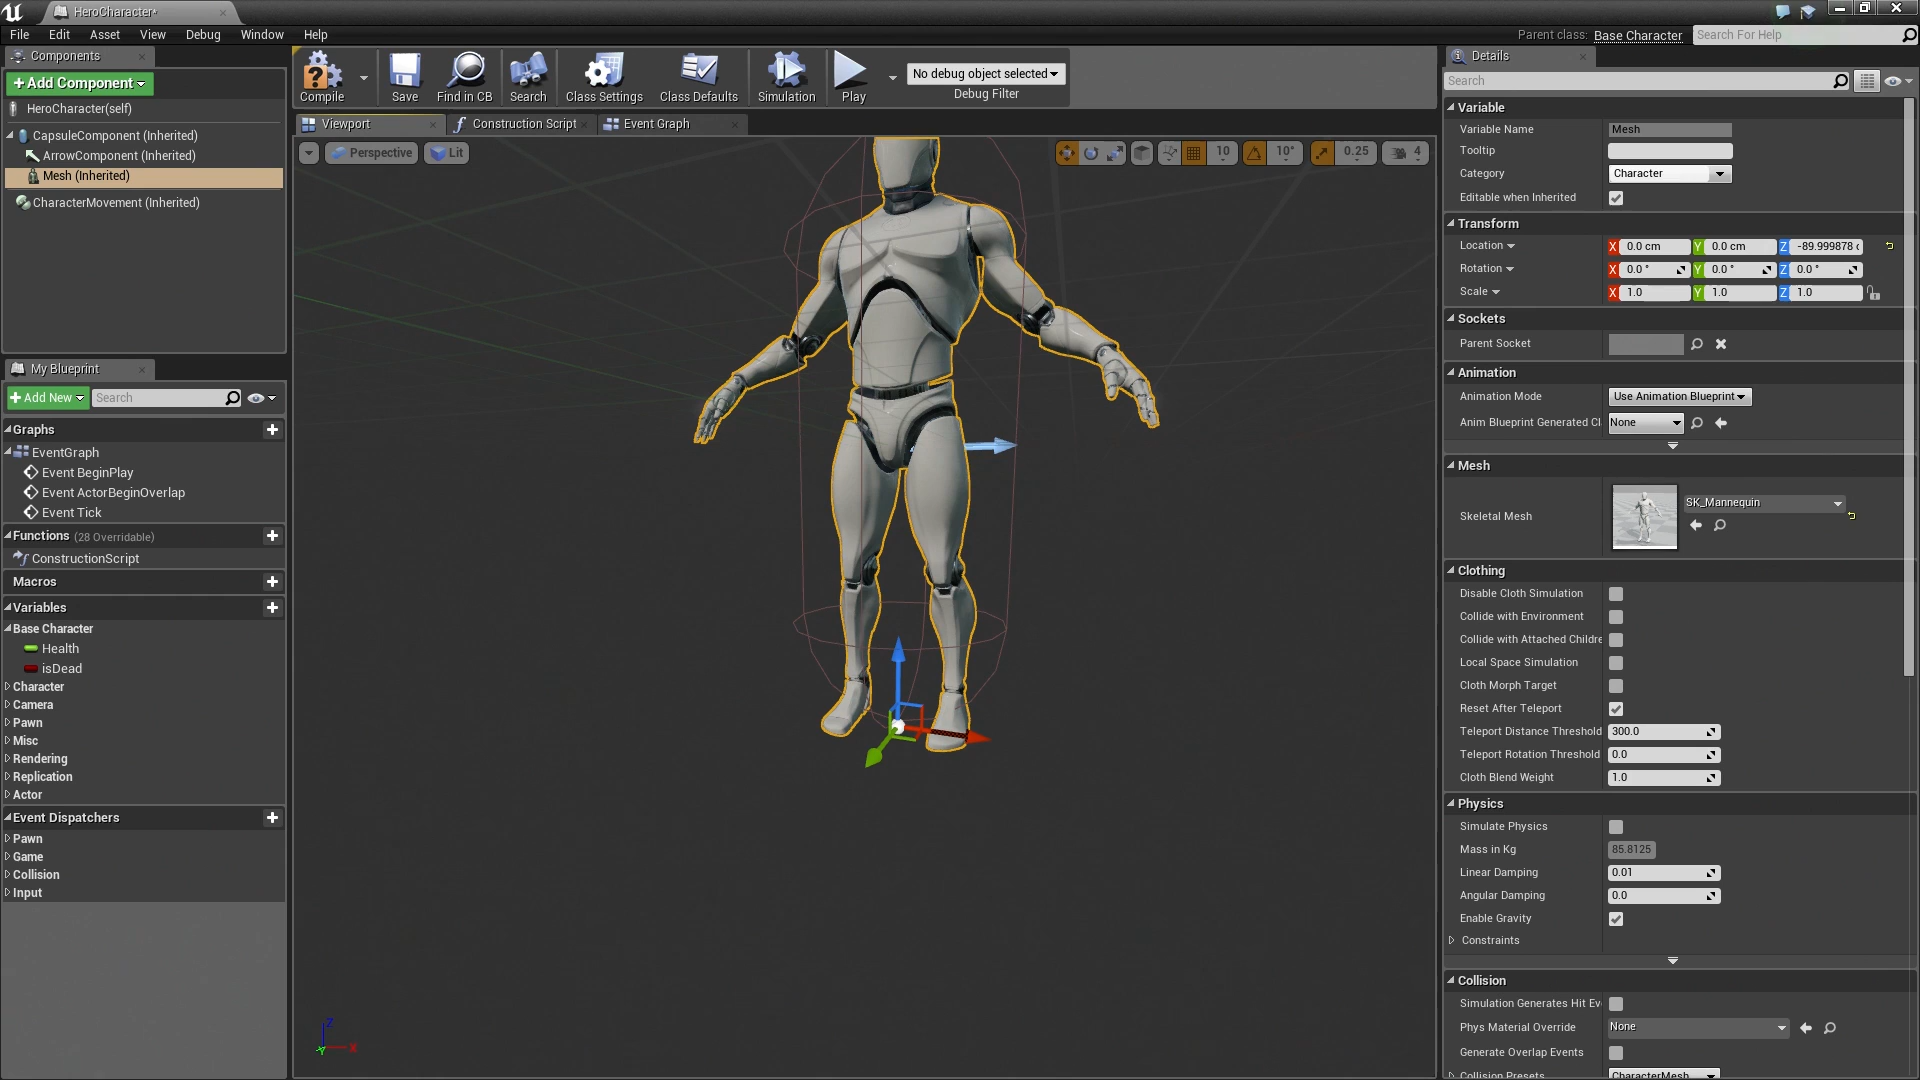 HeroCharacter*
File Edit Asset View Debug Window Help
Parent class: Base Character
Search For Help
Components
+Add Component
HeroCharacter(self)
CapsuleComponent (Inherited)
ArrowComponent (Inherited)
Mesh (Inherited)
CharacterMovement (Inherited)
My Blueprint
+Add New
Search
Graphs
EventGraph
Event BeginPlay
Event ActorBeginOverlap
Event Tick
Functions (28 Overridable)
ConstructionScript
Macros
Variables
Base Character
Health
isDead
Character
Camera
Pawn
Misc
Rendering
Replication
Actor
Event Dispatchers
Pawn
Game
Collision
Input
Compile
Save
Find in CB
Search
Class Settings
Class Defaults
Simulation
Play
No debug object selected
Debug Filter
Viewport
Construction Script
Event Graph
Perspective
Lit
10
10°
0.25
4
Z
X
Y
Details
Search
Variable
Variable Name Mesh
Tooltip
Category Character
Editable when Inherited
Transform
Location X 0.0 cm Y 0.0 cm Z -89.999878 c
Rotation X 0.0 ° Y 0.0 ° Z 0.0 °
Scale X 1.0 Y 1.0 Z 1.0
Sockets
Parent Socket
Animation
Animation Mode Use Animation Blueprint
Anim Blueprint Generated Cl None
Mesh
Skeletal Mesh SK_Mannequin
Clothing
Disable Cloth Simulation
Collide with Environment
Collide with Attached Childre
Local Space Simulation
Cloth Morph Target
Reset After Teleport
Teleport Distance Threshold 300.0
Teleport Rotation Threshold 0.0
Cloth Blend Weight 1.0
Physics
Simulate Physics
Mass in Kg 85.8125
Linear Damping 0.01
Angular Damping 0.0
Enable Gravity
Constraints
Collision
Simulation Generates Hit Ev
Phys Material Override None
Generate Overlap Events
Collision Presets CharacterMesh